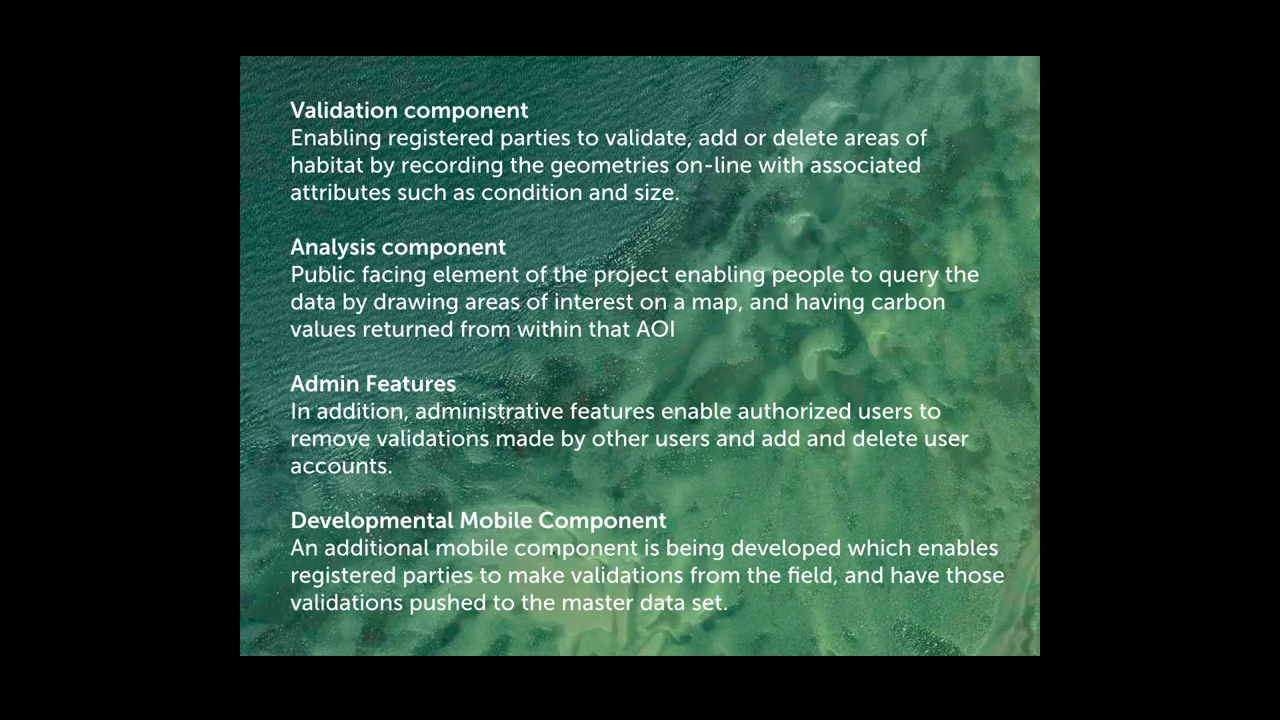 Validation component
Enabling registered parties to validate, add or delete areas of
habitat by recording the geometries on-line with associated
attributes such as condition and size.
Analysis component
Public facing element of the project enabling people to query the
data by drawing areas of interest on a map, and having carbon
values returned from within that AOI
Admin Features
In addition, administrative features enable authorized users to
remove validations made by other users and add and delete user
accounts.
Developmental Mobile Component
An additional mobile component is being developed which enables
registered parties to make validations from the field, and have those
validations pushed to the master data set.